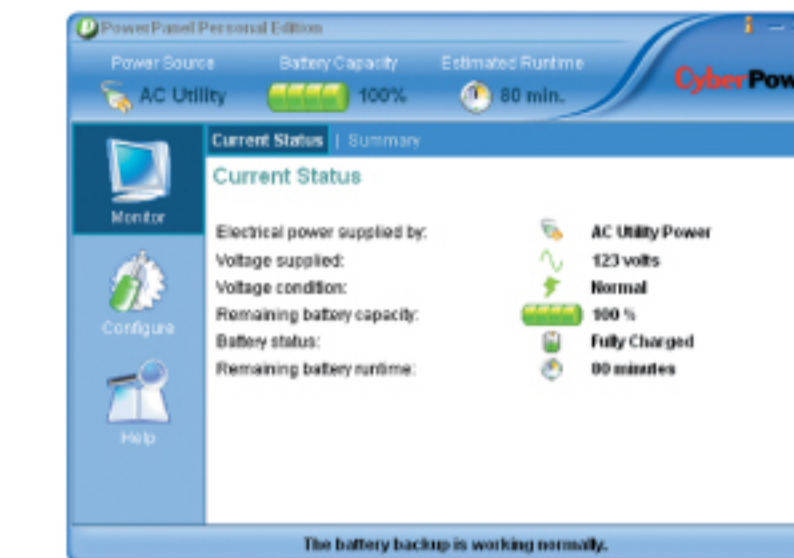 PowerPanel Personal Edition
Power Source Battery Capacity Estimated Runtime
AC Utility 100% 80 min.
CyberPow
Current Status | Summary
Current Status
Monitor
Electrical power supplied by: AC Utility Power
Voltage supplied: 123 volts
Voltage condition: Normal
Remaining battery capacity: 100 %
Configure
Battery status: Fully Charged
Remaining battery runtime: 80 minutes
Help
The battery backup is working normally.